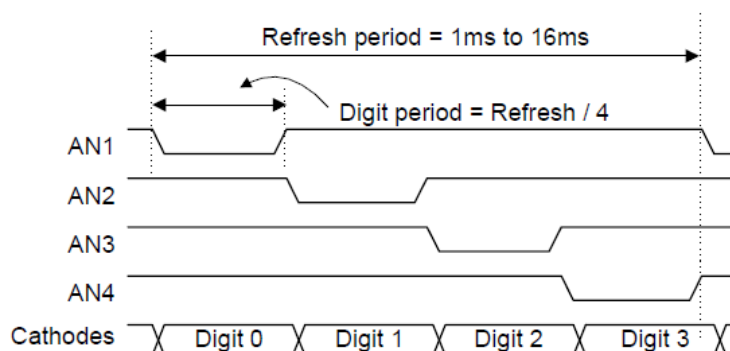 Refresh period = 1ms to 16ms
Digit period = Refresh / 4
AN1
AN2
AN3
AN4
Cathodes Digit 0 Digit 1 Digit 2 Digit 3